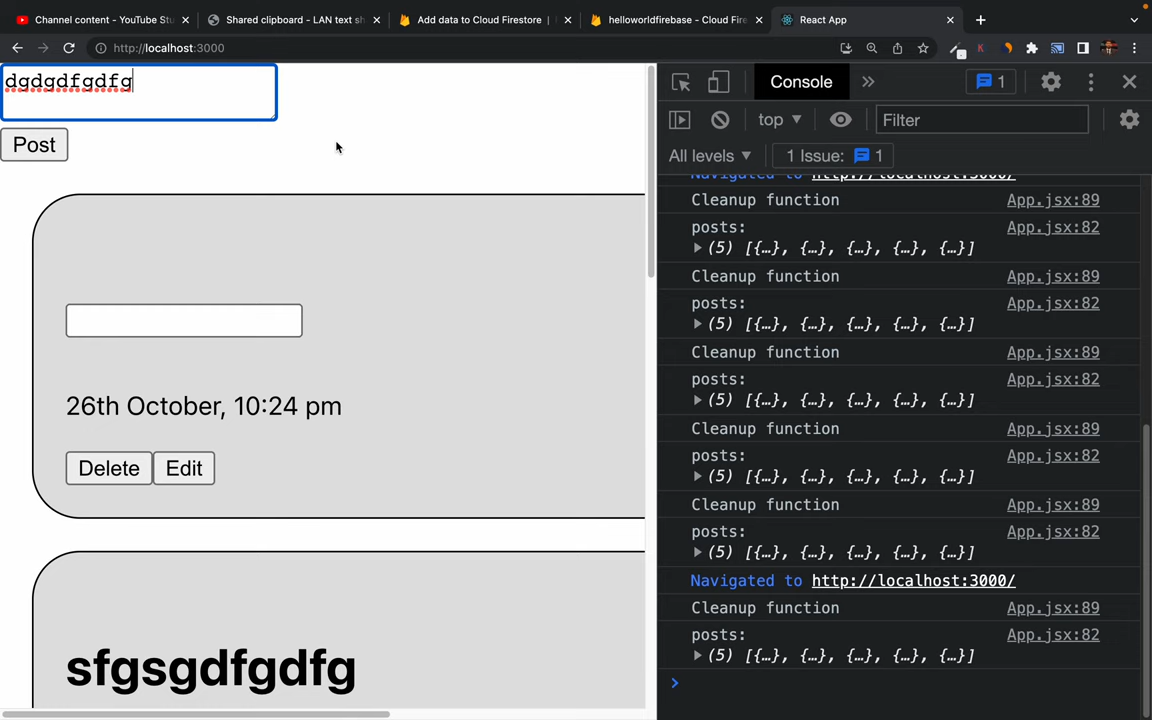 Channel content - YouTube Stu
Shared clipboard - LAN text sh
Add data to Cloud Firestore |
helloworldfirebase - Cloud Fire
React App
http://localhost:3000
dgdgdfgdfg
Post
26th October, 10:24 pm
Delete Edit
sfgsgdfgdfg
Console 1
top Filter
All levels 1 Issue: 1
Navigated to http://localhost:3000/
Cleanup function App.jsx:89
posts: App.jsx:82
(5) [{…}, {…}, {…}, {…}, {…}]
Cleanup function App.jsx:89
posts: App.jsx:82
(5) [{…}, {…}, {…}, {…}, {…}]
Cleanup function App.jsx:89
posts: App.jsx:82
(5) [{…}, {…}, {…}, {…}, {…}]
Cleanup function App.jsx:89
posts: App.jsx:82
(5) [{…}, {…}, {…}, {…}, {…}]
Cleanup function App.jsx:89
posts: App.jsx:82
(5) [{…}, {…}, {…}, {…}, {…}]
Navigated to http://localhost:3000/
Cleanup function App.jsx:89
posts: App.jsx:82
(5) [{…}, {…}, {…}, {…}, {…}]